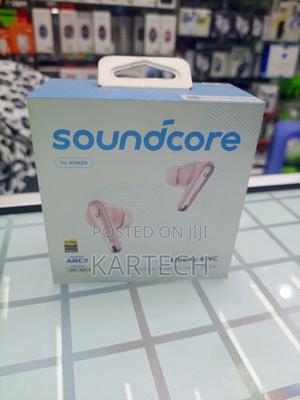 soundcore
by ANKER
POSTED ON JIJI
KARTECH
Liberty 4 NC
ANC